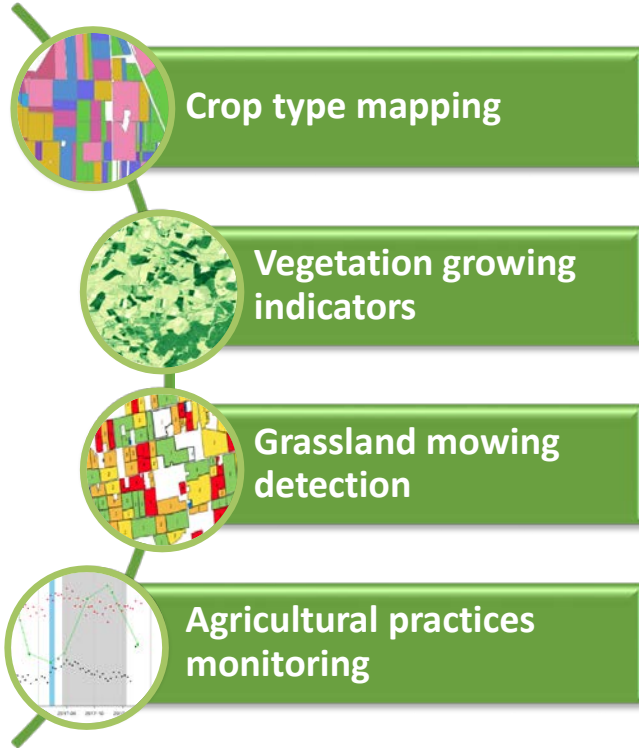 Crop type mapping
Vegetation growing
indicators
Grassland mowing
detection
Agricultural practices
monitoring